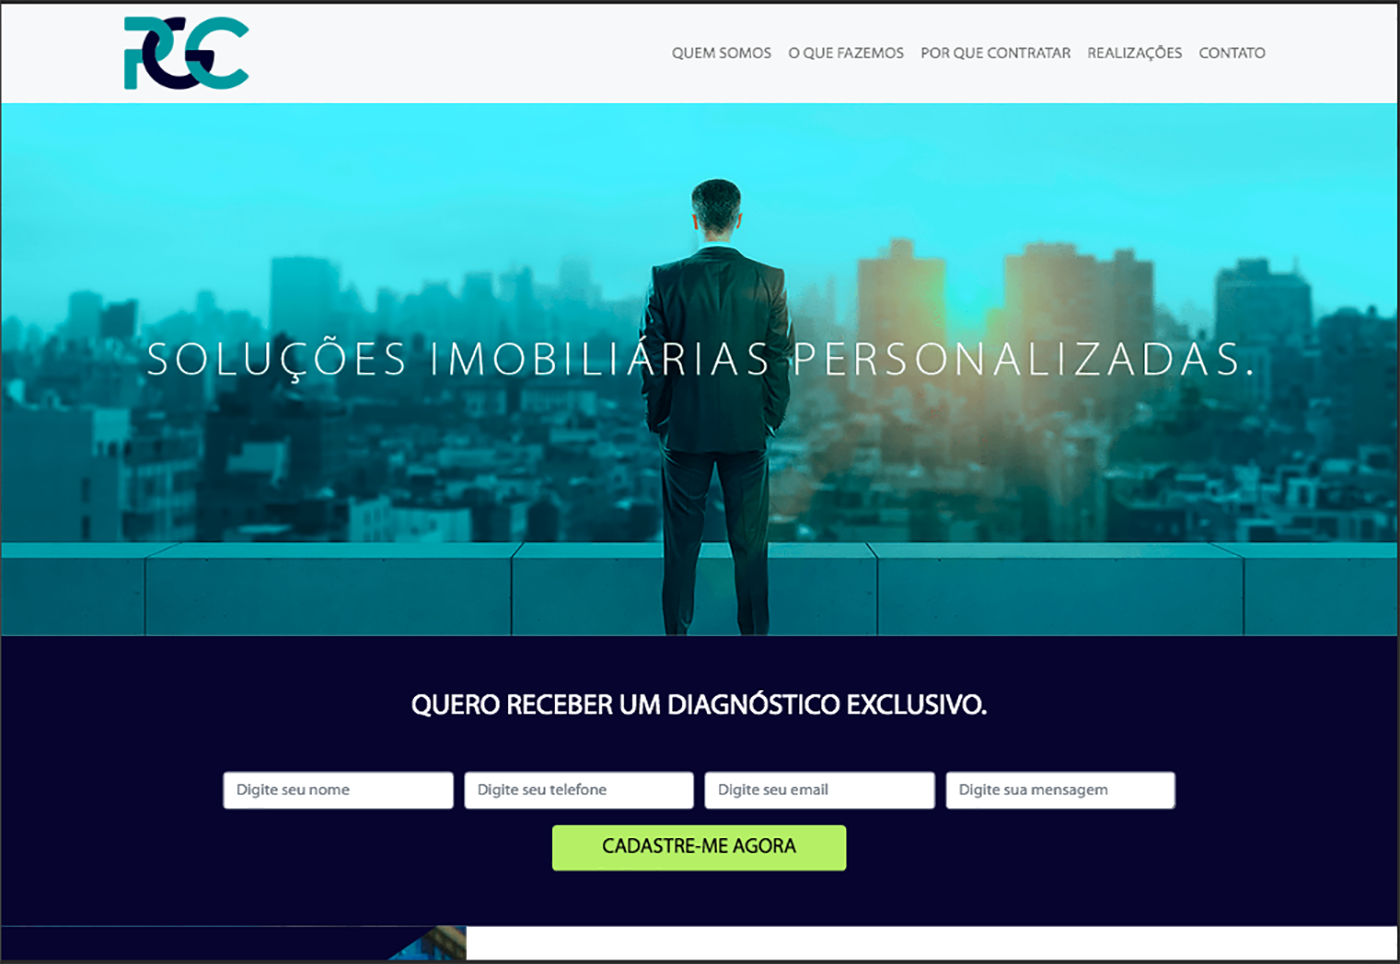 PGC
QUEM SOMOS O QUE FAZEMOS POR QUE CONTRATAR REALIZAÇÕES CONTATO
SOLUÇÕES IMOBILIÁRIAS PERSONALIZADAS.
QUERO RECEBER UM DIAGNÓSTICO EXCLUSIVO.
Digite seu nome Digite seu telefone Digite seu email Digite sua mensagem
CADASTRE-ME AGORA